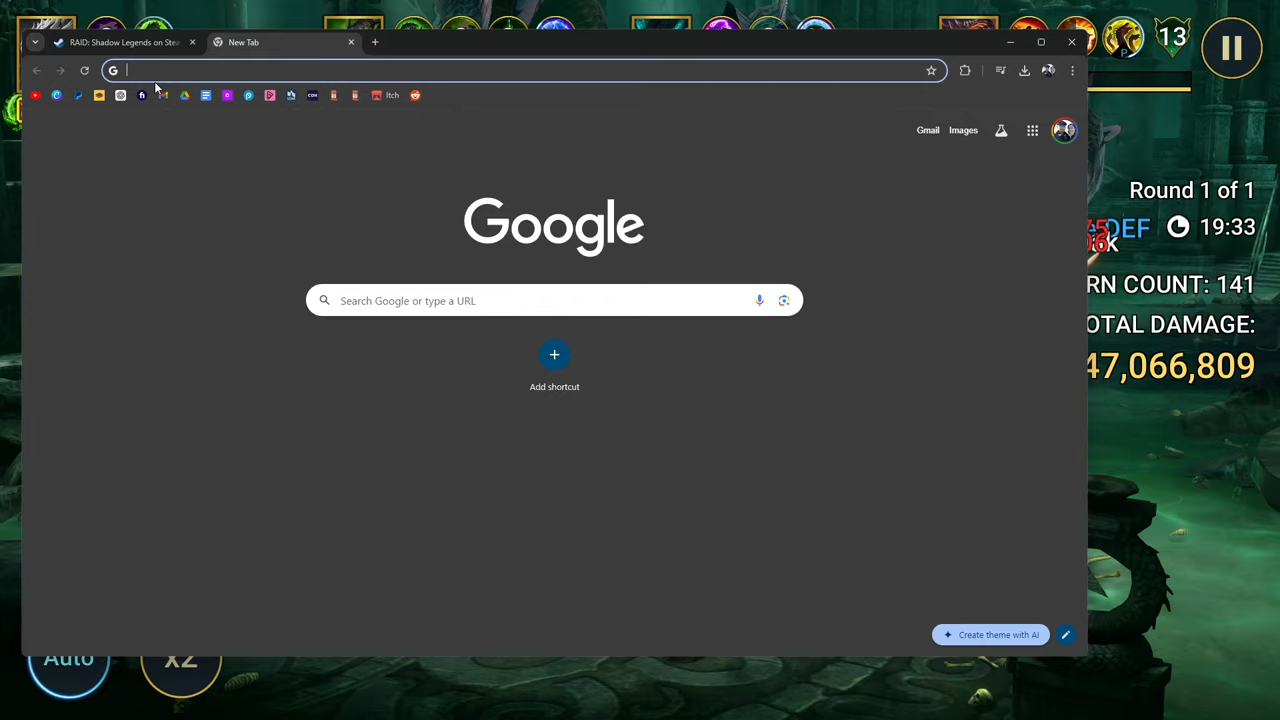 13
P
RAID: Shadow Legends on Stea
New Tab
G
Itch
Gmail
Images
Google
Search Google or type a URL
Add shortcut
Create theme with AI
Round 1 of 1
DEF
19:33
RN COUNT: 141
OTAL DAMAGE:
47,066,809
Auto
X2